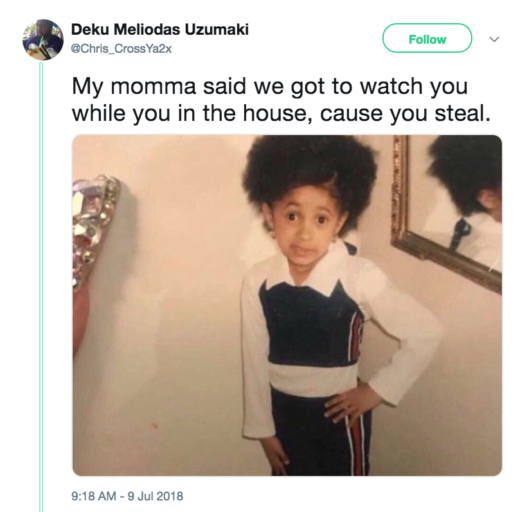 Deku Meliodas Uzumaki
@Chris_CrossYa2x
Follow
My momma said we got to watch you
while you in the house, cause you steal.
9:18 AM - 9 Jul 2018